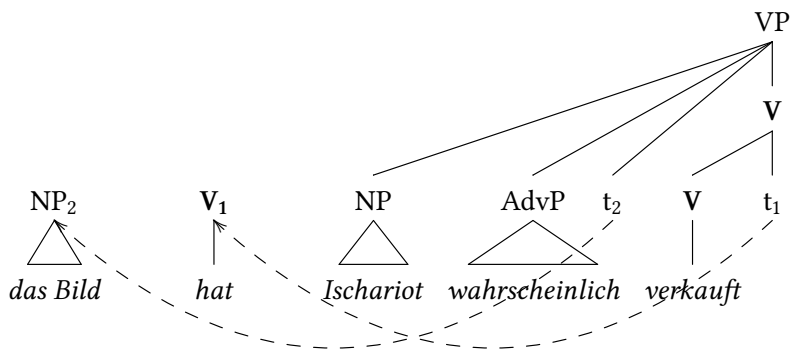 VP
V
NP₂ V₁ NP AdvP t₂ V t₁
das Bild hat Ischariot wahrscheinlich verkauft